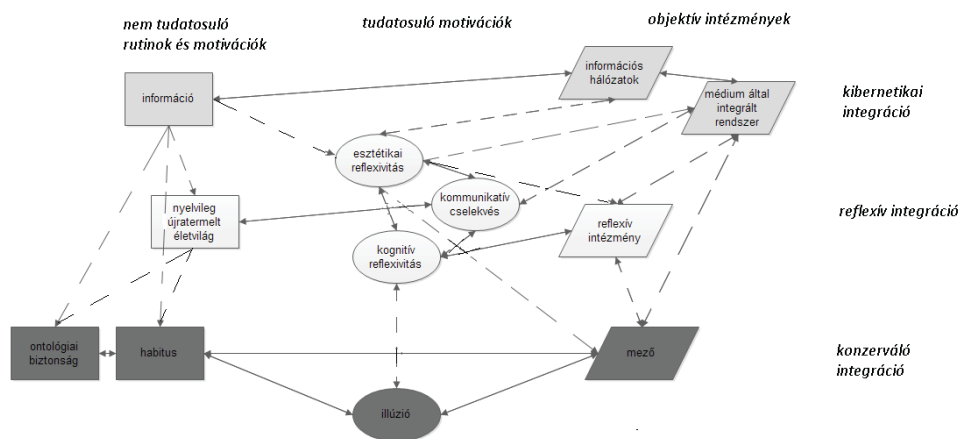 nem tudatosuló
rutinok és motivációk
tudatosuló motivációk
objektív intézmények
információ
információs
hálózatok
médium által
integrált
rendszer
kibernetikai
integráció
esztétikai
reflexivitás
nyelvileg
újratermelt
életvilág
kommunikatív
cselekvés
kognitív
reflexivitás
reflexív
intézmény
reflexív integráció
ontológiai
biztonság
habitus
illúzió
mező
konzerváló
integráció